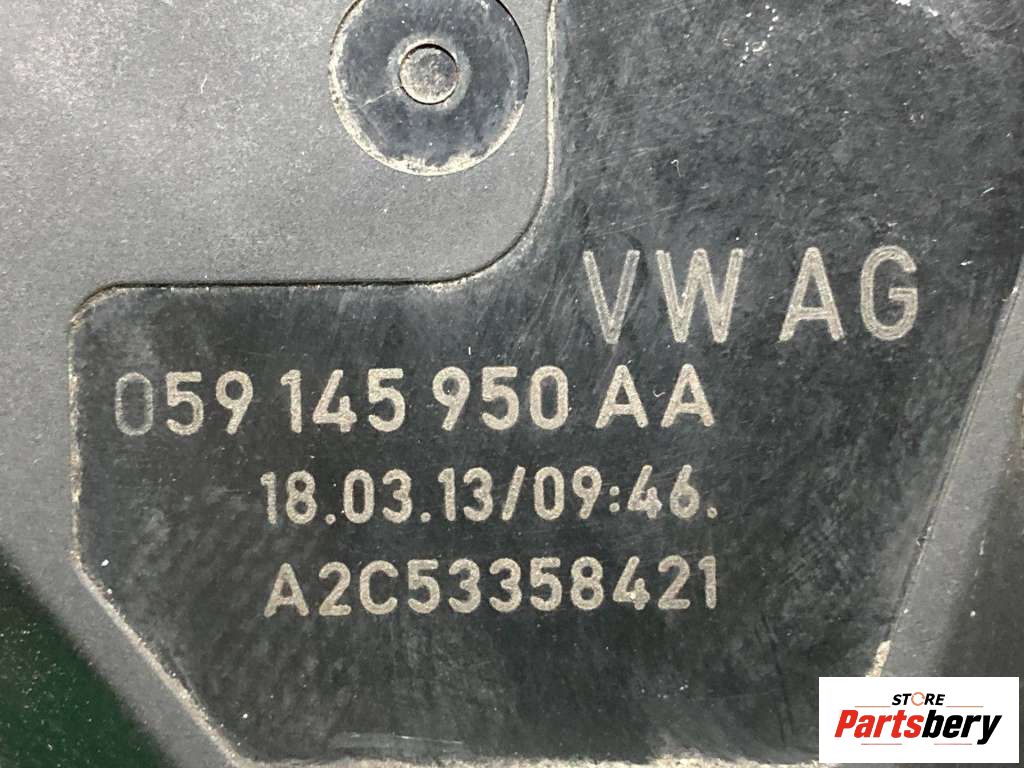 VW AG
059 145 950 AA
18.03.13/09:46.
A2C53358421
STORE
Partsbery